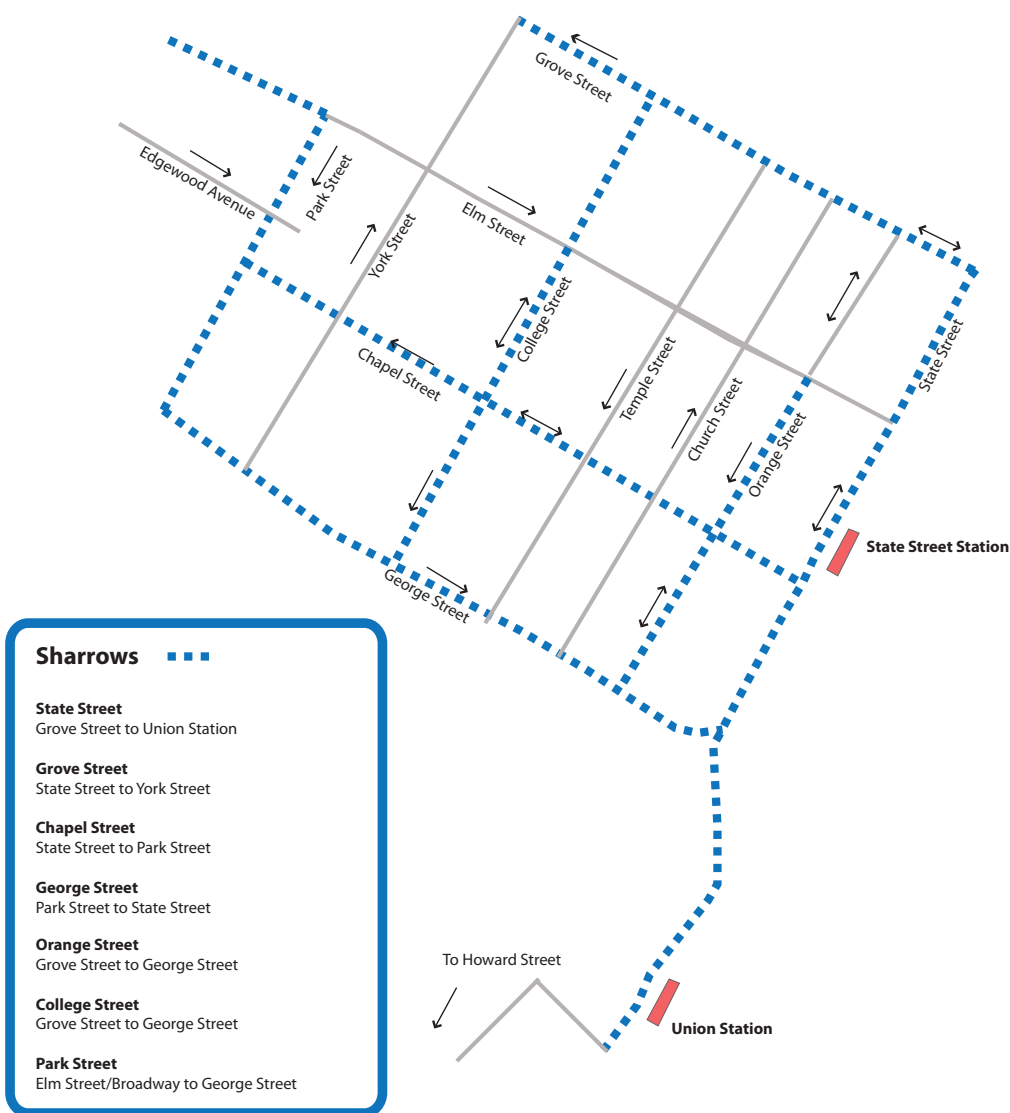 Grove Street
Edgewood Avenue
Park Street
Elm Street
York Street
College Street
Chapel Street
Temple Street
Church Street
Orange Street
State Street
State Street Station
George Street
Sharrows
State Street
Grove Street to Union Station
Grove Street
State Street to York Street
Chapel Street
State Street to Park Street
George Street
Park Street to State Street
Orange Street
Grove Street to George Street
College Street
Grove Street to George Street
Park Street
Elm Street/Broadway to George Street
To Howard Street
Union Station